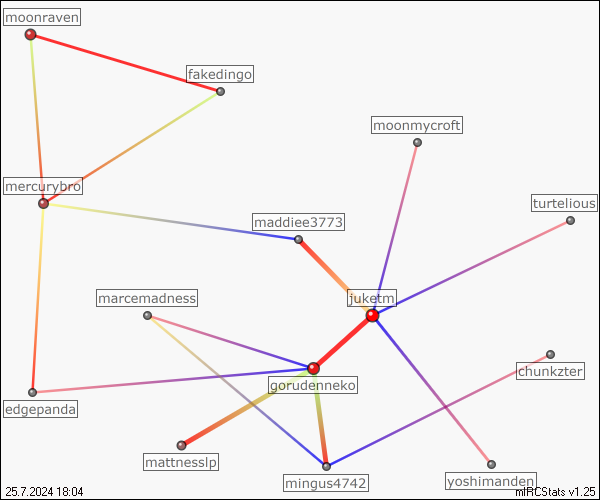 moonraven
fakedingo
moonmycroft
mercurybro
turtelious
maddiee3773
marcemadness
juketm
chunkzter
gorudenneko
edgepanda
mattnesslp
mingus4742
yoshimanden
25.7.2024 18:04
mIRCStats v1.25